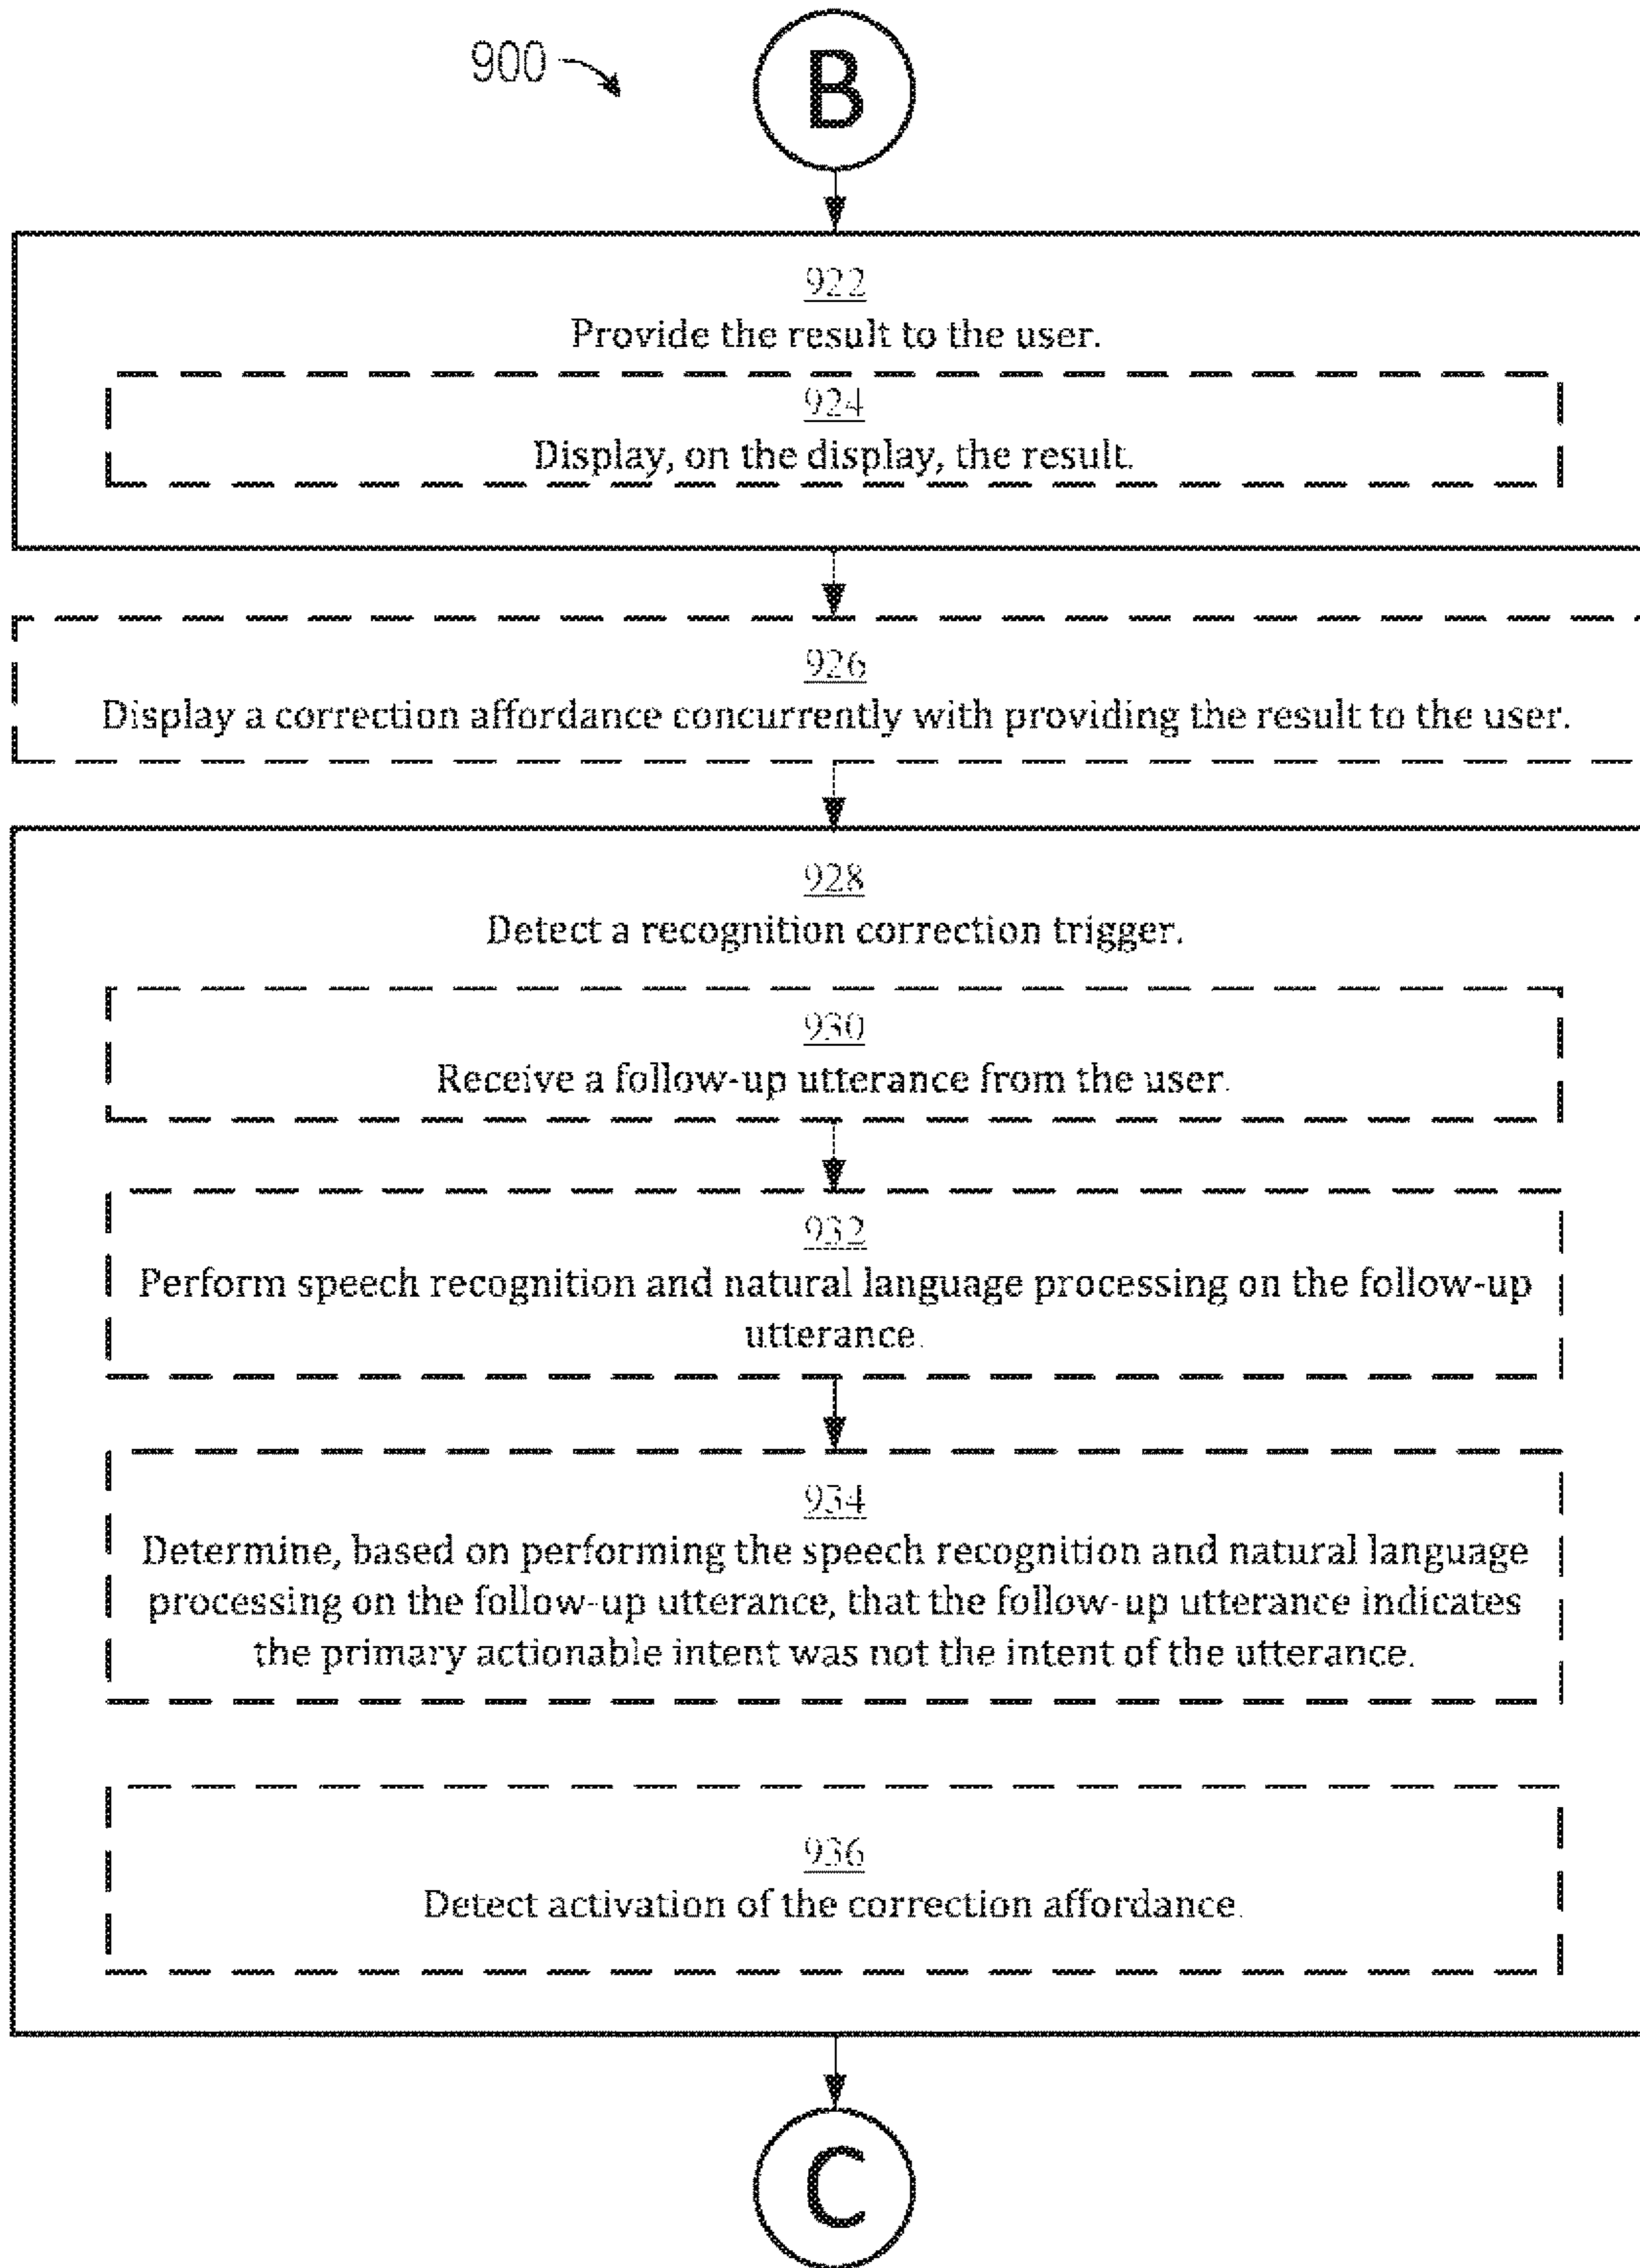 900
B
922
Provide the result to the user.
924
Display, on the display, the result.
926
Display a correction affordance concurrently with providing the result to the user.
928
Detect a recognition correction trigger.
930
Receive a follow-up utterance from the user.
932
Perform speech recognition and natural language processing on the follow-up
utterance.
934
Determine, based on performing the speech recognition and natural language
processing on the follow-up utterance, that the follow-up utterance indicates
the primary actionable intent was not the intent of the utterance.
936
Detect activation of the correction affordance.
C